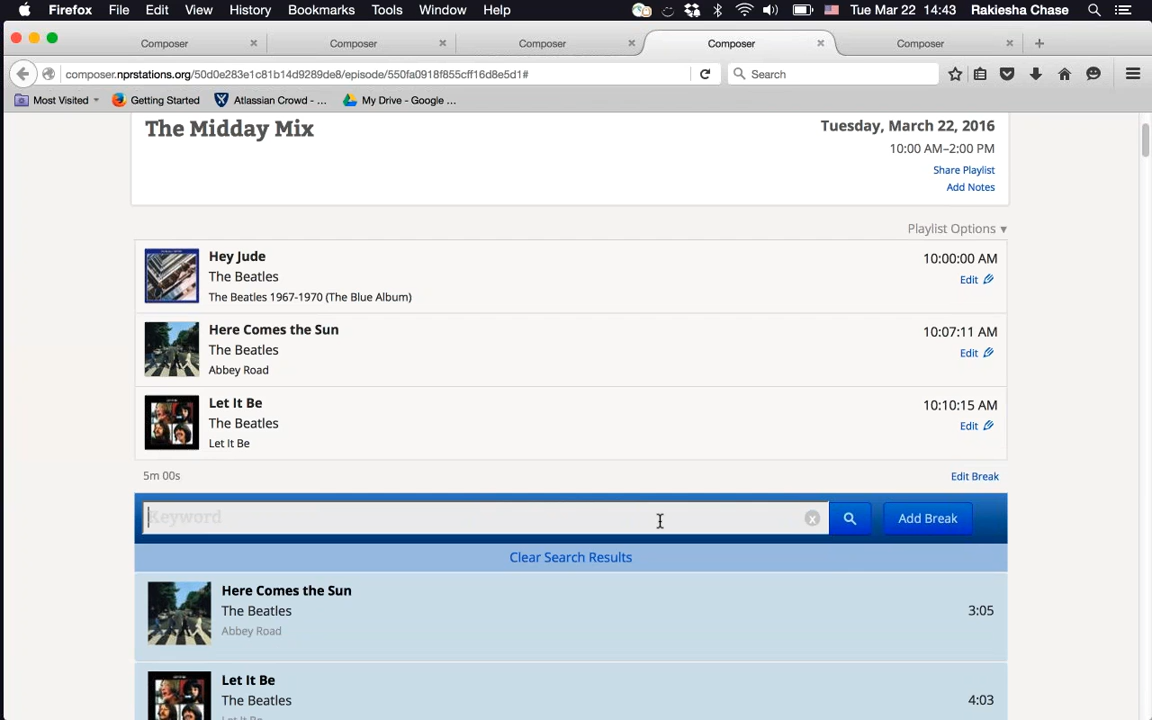 Firefox File Edit View History Bookmarks Tools Window Help Tue Mar 22 14:43 Rakiesha Chase
Composer Composer Composer Composer Composer
composer.nprstations.org/50d0e283e1c81b14d9289de8/episode/550fa0918f855cff16d8e5d1# Search
Most Visited Getting Started Atlassian Crowd - ... My Drive - Google ...
The Midday Mix
Tuesday, March 22, 2016
10:00 AM–2:00 PM
Share Playlist
Add Notes
Playlist Options ▾
Hey Jude 10:00:00 AM
The Beatles Edit
The Beatles 1967-1970 (The Blue Album)
Here Comes the Sun 10:07:11 AM
The Beatles Edit
Abbey Road
Let It Be 10:10:15 AM
The Beatles Edit
Let It Be
5m 00s Edit Break
Keyword x Add Break
Clear Search Results
Here Comes the Sun
The Beatles 3:05
Abbey Road
Let It Be
The Beatles 4:03
Let It Be